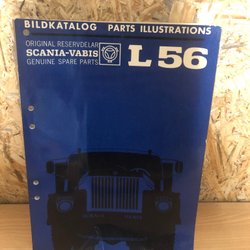 BILDKATALOG PARTS ILLUSTRATIONS
ORIGINAL RESERVDELAR
SCANIA-VABIS
GENUINE SPARE PARTS
L 56